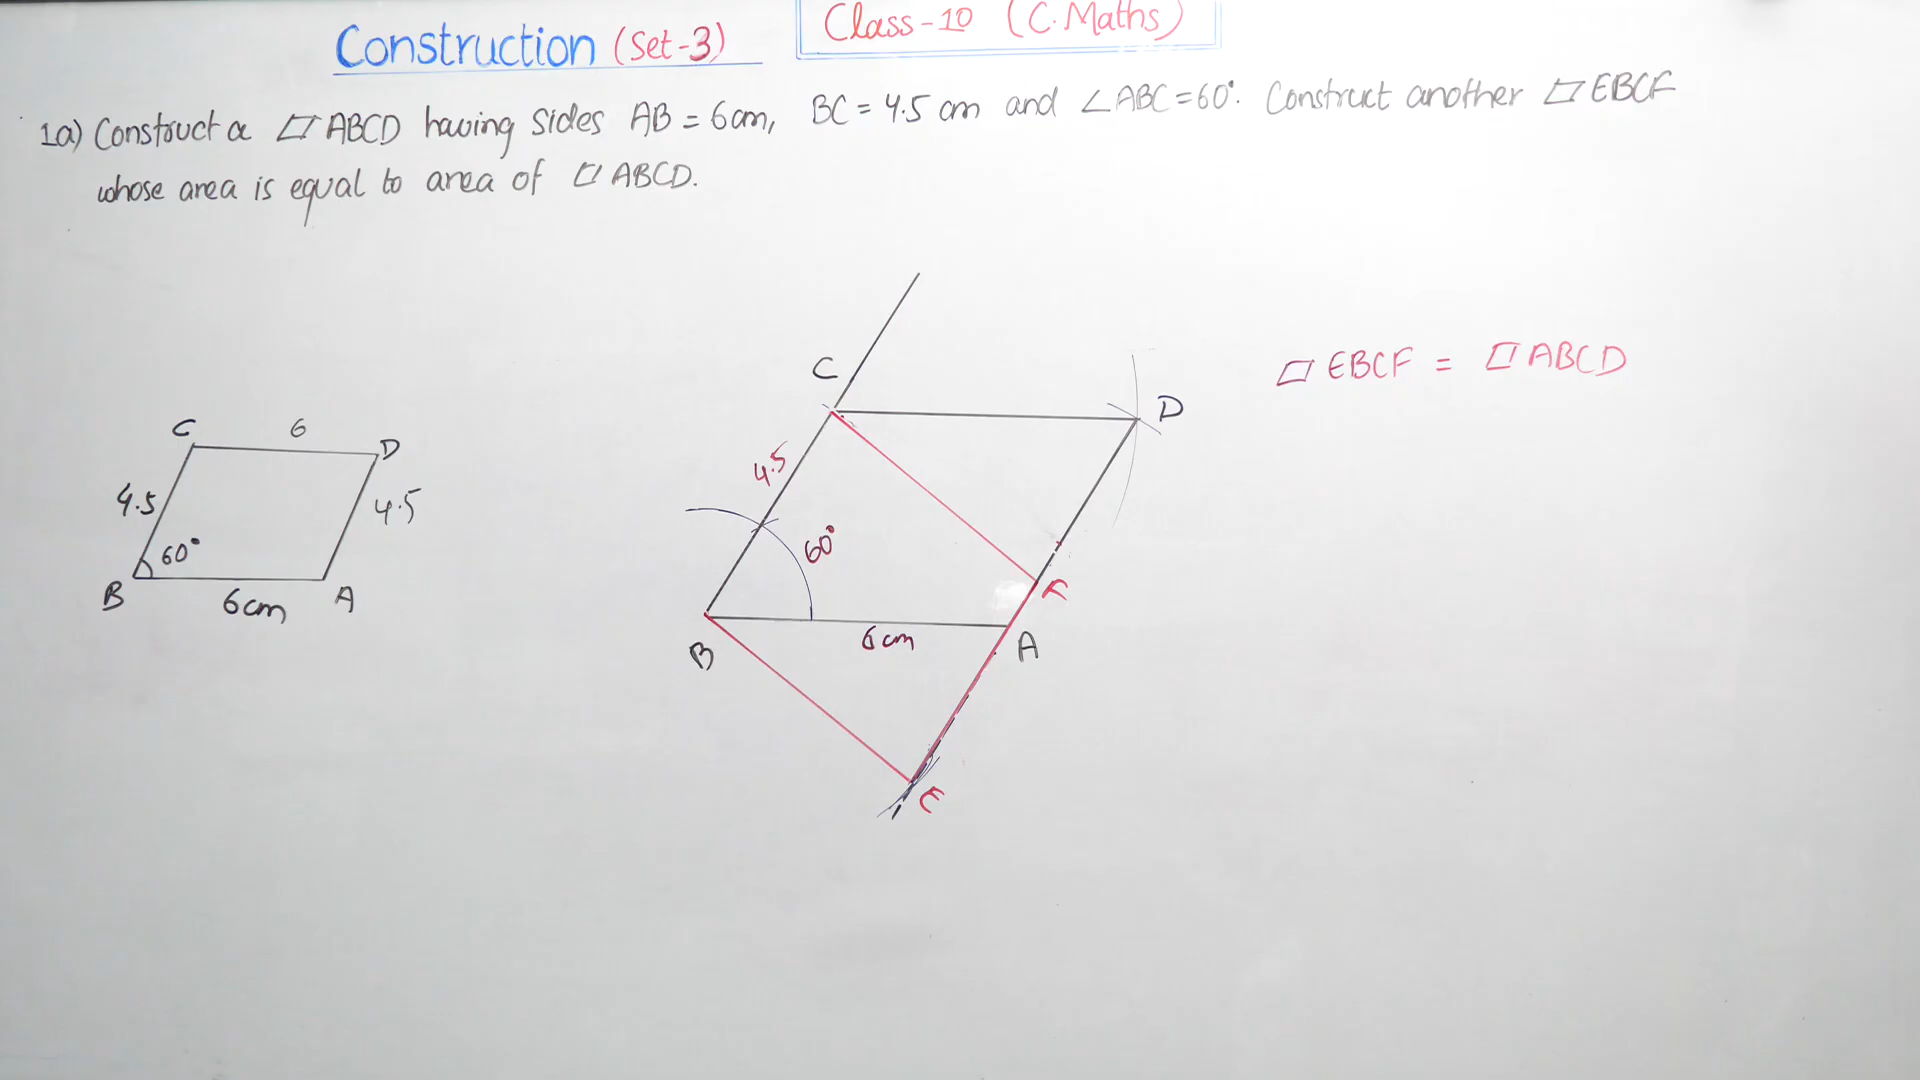 Construction (Set-3)
Class-10 (C.Maths)
1a) Construct a ▱ ABCD having sides AB = 6cm, BC = 4.5 cm and ∠ABC = 60°. Construct another ▱ EBCF
whose area is equal to area of ▱ ABCD.
▱ EBCF = ▱ ABCD
C 6 D
4.5 4.5
60°
B 6cm A
C
D
4.5
60°
F
B 6cm A
E